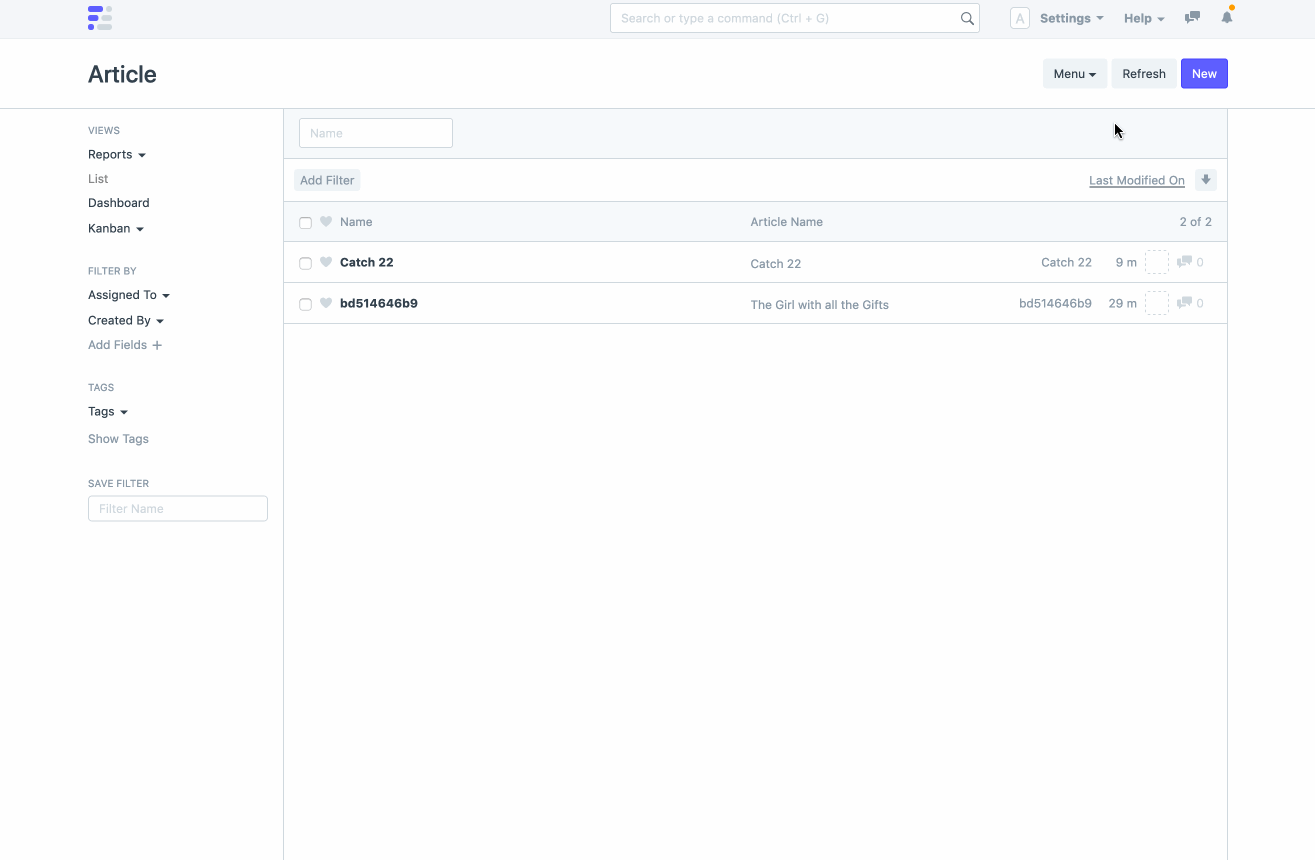 Search or type a command (Ctrl + G)
A
Settings
Help
Article
Menu
Refresh
New
VIEWS
Reports
List
Dashboard
Kanban
FILTER BY
Assigned To
Created By
Add Fields
TAGS
Tags
Show Tags
SAVE FILTER
Filter Name
Name
Add Filter
Last Modified On
Name Article Name 2 of 2
Catch 22 Catch 22 Catch 22 9 m 0
bd514646b9 The Girl with all the Gifts bd514646b9 29 m 0